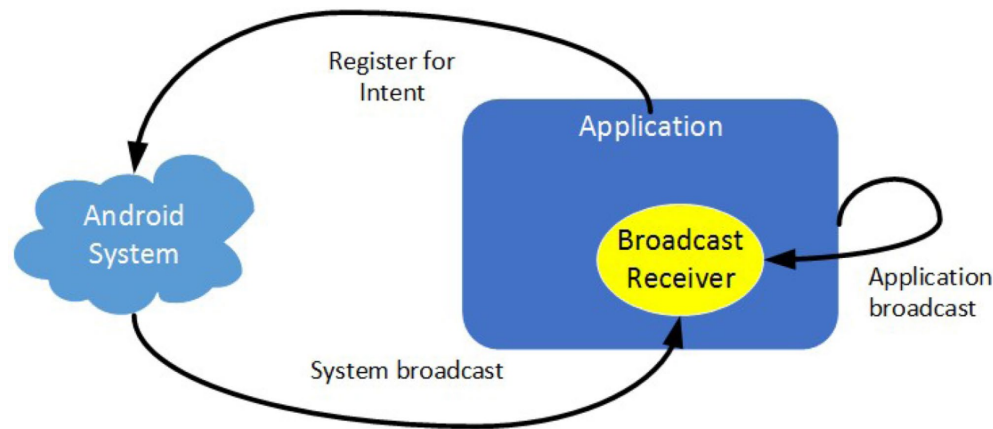 Register for
Intent
Application
Android
System
Broadcast
Receiver
Application
broadcast
System broadcast